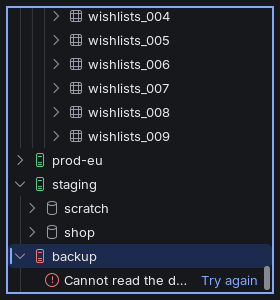 wishlists_004
wishlists_005
wishlists_006
wishlists_007
wishlists_008
wishlists_009
prod-eu
staging
scratch
shop
backup
Cannot read the d... Try again